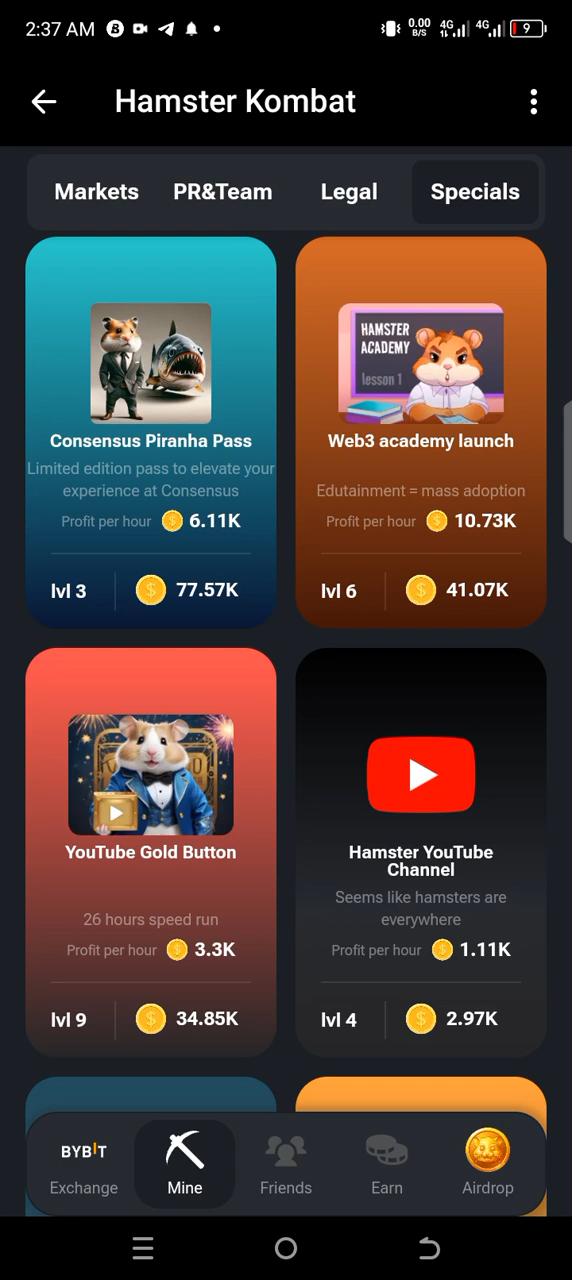 2:37 AM
0.00
B/S
4G
4G
9
Hamster Kombat
Markets
PR&Team
Legal
Specials
Consensus Piranha Pass
Limited edition pass to elevate your
experience at Consensus
Profit per hour 6.11K
lvl 3
77.57K
HAMSTER
ACADEMY
lesson 1
Web3 academy launch
Edutainment = mass adoption
Profit per hour 10.73K
lvl 6
41.07K
YouTube Gold Button
26 hours speed run
Profit per hour 3.3K
lvl 9
34.85K
Hamster YouTube
Channel
Seems like hamsters are
everywhere
Profit per hour 1.11K
lvl 4
2.97K
BYBIT
Exchange
Mine
Friends
Earn
Airdrop